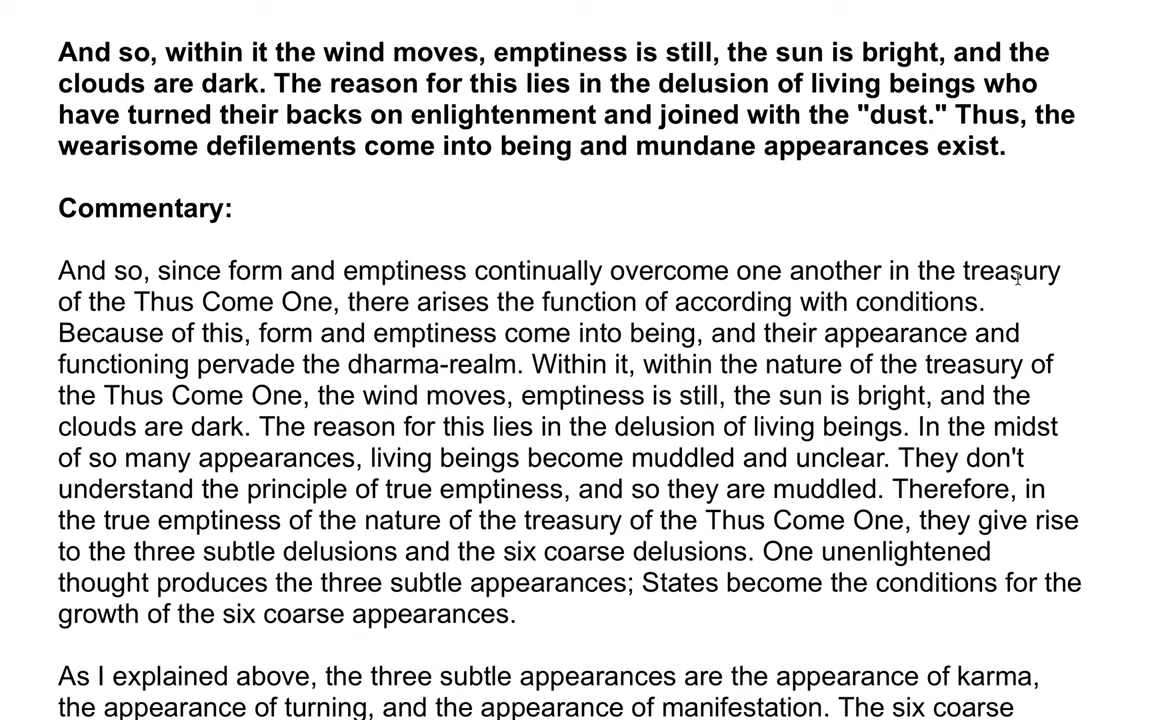 And so, within it the wind moves, emptiness is still, the sun is bright, and the
clouds are dark. The reason for this lies in the delusion of living beings who
have turned their backs on enlightenment and joined with the "dust." Thus, the
wearisome defilements come into being and mundane appearances exist.
Commentary:
And so, since form and emptiness continually overcome one another in the treasury
of the Thus Come One, there arises the function of according with conditions.
Because of this, form and emptiness come into being, and their appearance and
functioning pervade the dharma-realm. Within it, within the nature of the treasury of
the Thus Come One, the wind moves, emptiness is still, the sun is bright, and the
clouds are dark. The reason for this lies in the delusion of living beings. In the midst
of so many appearances, living beings become muddled and unclear. They don't
understand the principle of true emptiness, and so they are muddled. Therefore, in
the true emptiness of the nature of the treasury of the Thus Come One, they give rise
to the three subtle delusions and the six coarse delusions. One unenlightened
thought produces the three subtle appearances; States become the conditions for the
growth of the six coarse appearances.
As I explained above, the three subtle appearances are the appearance of karma,
the appearance of turning, and the appearance of manifestation. The six coarse